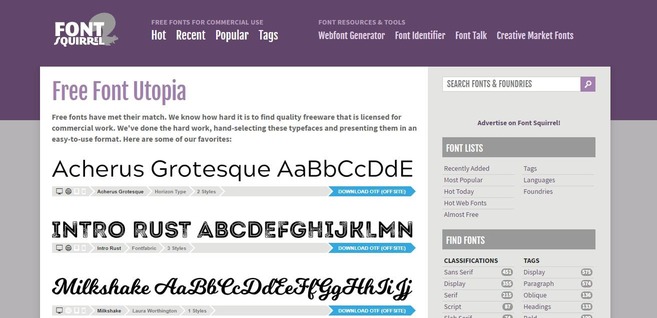 FONT
SQUIRREL
FREE FONTS FOR COMMERCIAL USE
Hot Recent Popular Tags
FONT RESOURCES & TOOLS
Webfont Generator Font Identifier Font Talk Creative Market Fonts
Free Font Utopia
Free fonts have met their match. We know how hard it is to find quality freeware that is licensed for
commercial work. We've done the hard work, hand-selecting these typefaces and presenting them in an
easy-to-use format. Here are some of our favorites:
Acherus Grotesque AaBbCcDdE
Acherus Grotesque Horizon Type 2 Styles DOWNLOAD OTF (OFFSITE)
INTRO RUST ABCDEFGHIJKLMN
Intro Rust Fontfabric 3 Styles DOWNLOAD OTF (OFFSITE)
Milkshake AaBbCcDdEeFfGgHhIiJj
Milkshake Laura Worthington 1 Styles DOWNLOAD OTF (OFFSITE)
SEARCH FONTS & FOUNDRIES
Advertise on Font Squirrel!
FONT LISTS
Recently Added Tags
Most Popular Languages
Hot Today Foundries
Hot Web Fonts
Almost Free
FIND FONTS
CLASSIFICATIONS TAGS
Sans Serif Display
Display Paragraph
Serif Oblique
Script Headings
Slab Serif Bold